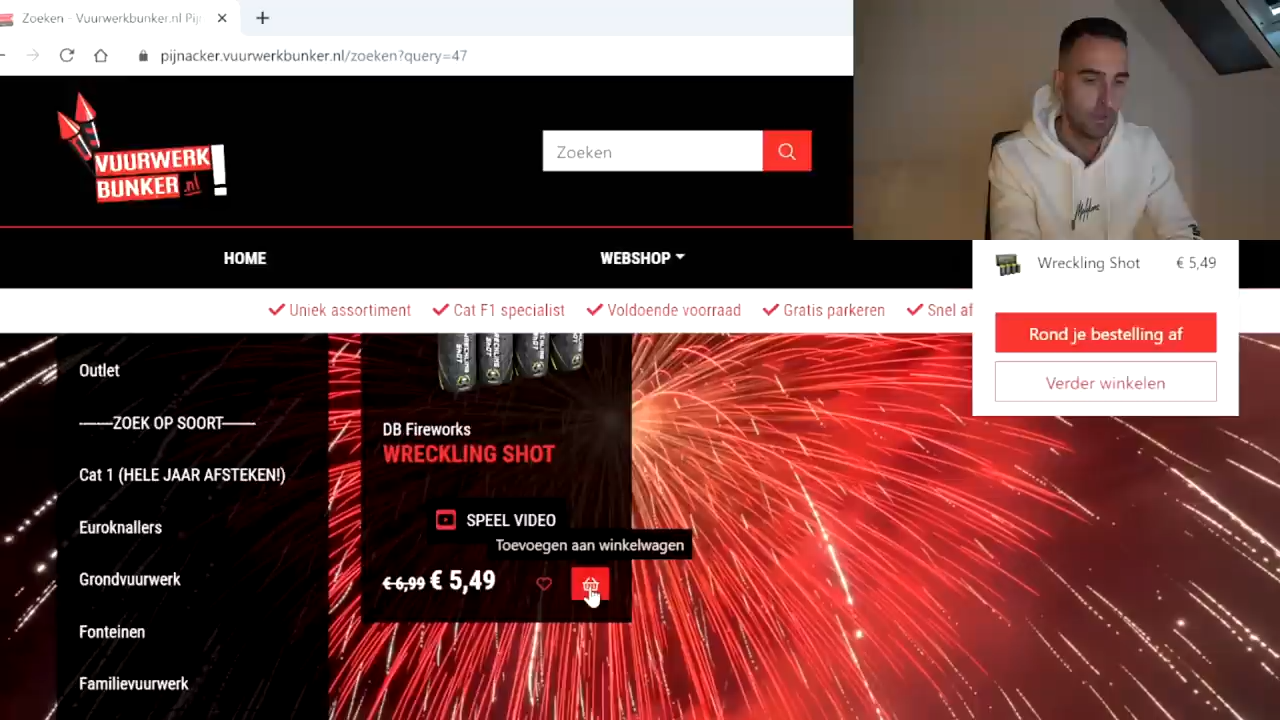 Zoeken - Vuurwerkbunker.nl Pij
pijnacker.vuurwerkbunker.nl/zoeken?query=47
VUURWERK
BUNKER.nl
Zoeken
HOME
WEBSHOP
Wreckling Shot € 5,49
Uniek assortiment
Cat F1 specialist
Voldoende voorraad
Gratis parkeren
Snel af
Rond je bestelling af
Verder winkelen
Outlet
-------ZOEK OP SOORT-------
Cat 1 (HELE JAAR AFSTEKEN!)
Euroknallers
Grondvuurwerk
Fonteinen
Familievuurwerk
DB Fireworks
WRECKLING SHOT
SPEEL VIDEO
Toevoegen aan winkelwagen
€ 6,99 € 5,49